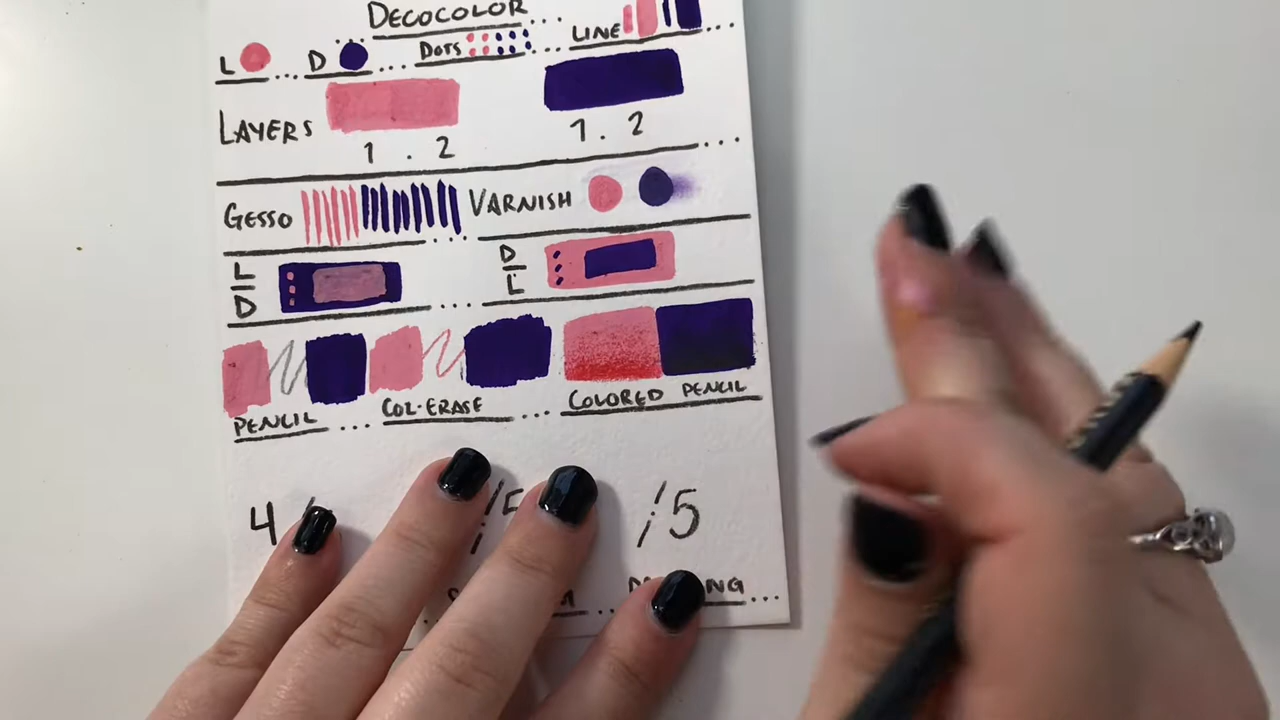 DECOCOLOR...
L ... D ... DOTS ... LINE ...
LAYERS
1 . 2 1 . 2 ...
GESSO ... VARNISH
L
D ... D
L
PENCIL ... COL-ERASE ... COLORED PENCIL
4 /5 /5
...